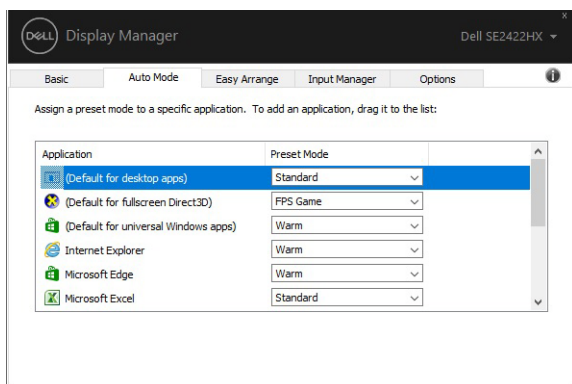 DELL Display Manager Dell SE2422HX
Basic Auto Mode Easy Arrange Input Manager Options
Assign a preset mode to a specific application. To add an application, drag it to the list:
Application Preset Mode
(Default for desktop apps) Standard
(Default for fullscreen Direct3D) FPS Game
(Default for universal Windows apps) Warm
Internet Explorer Warm
Microsoft Edge Warm
Microsoft Excel Standard